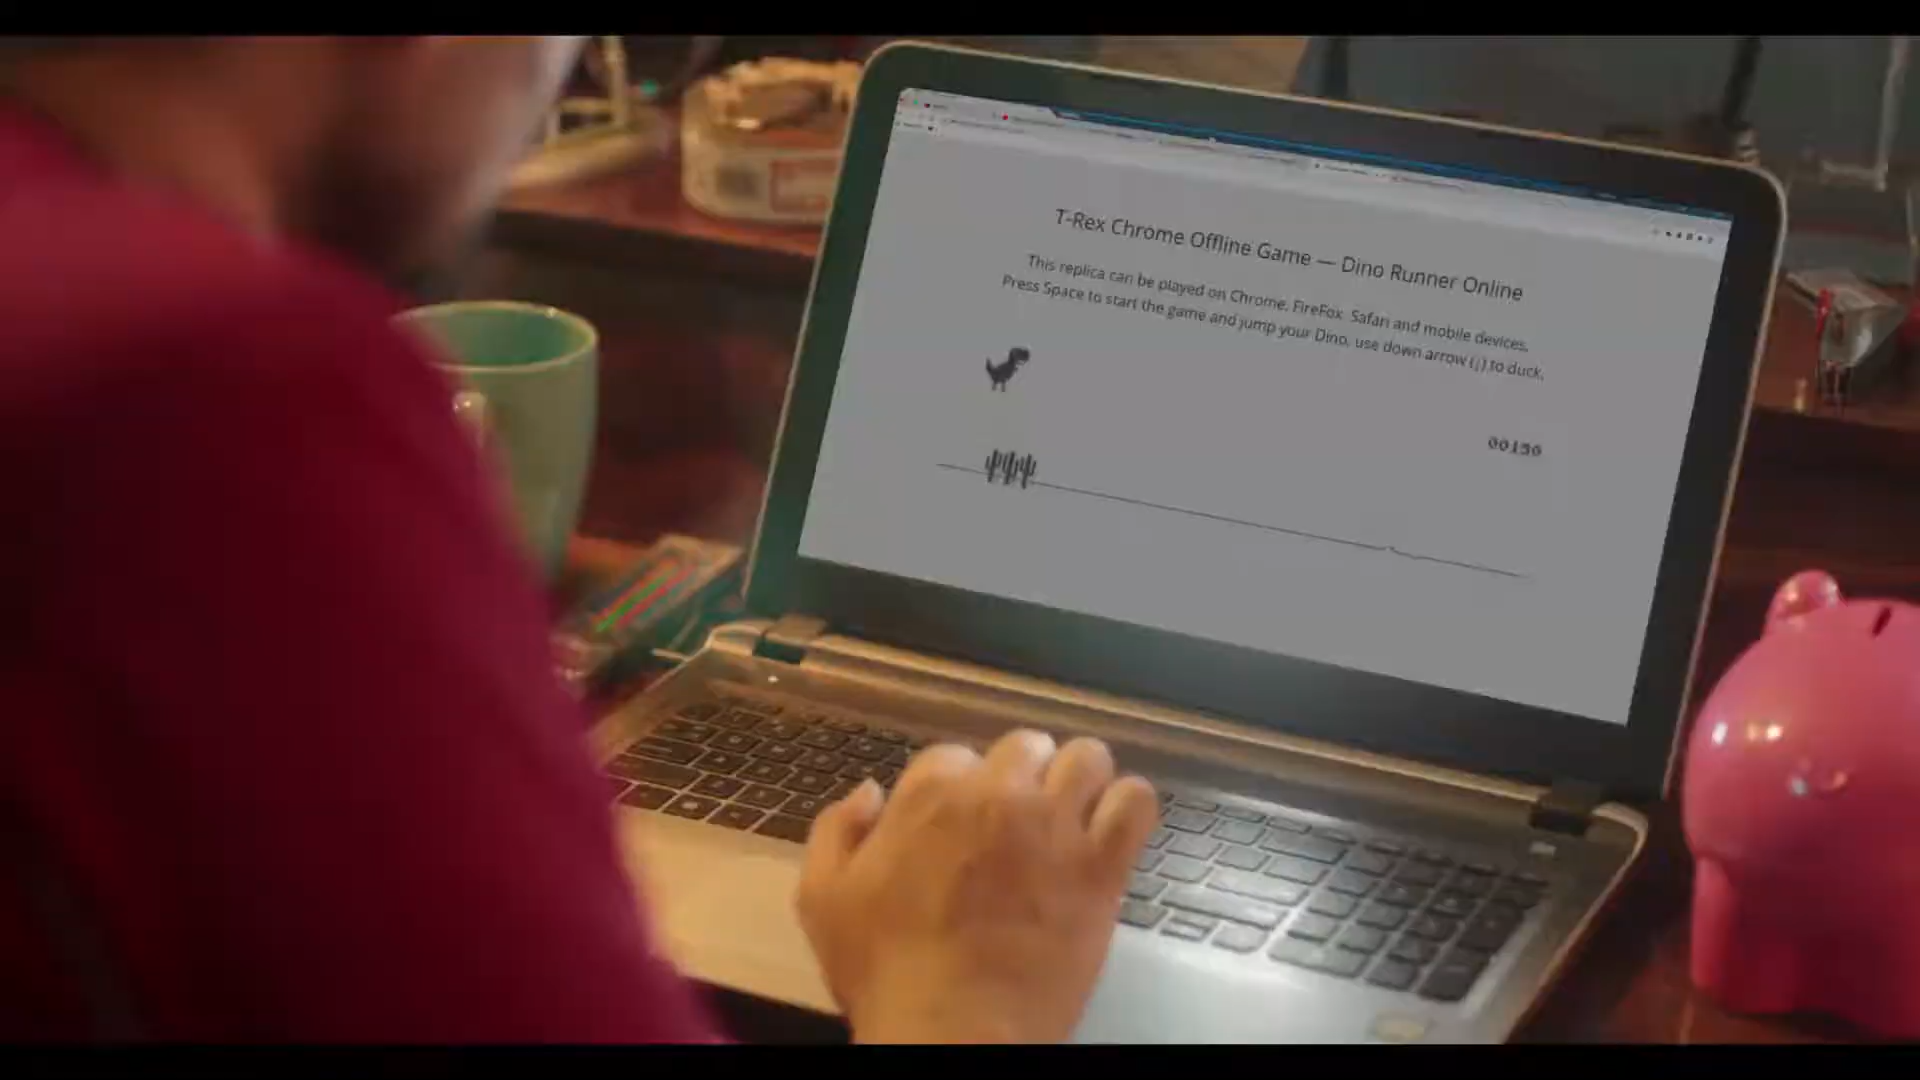 T-Rex Chrome Offline Game — Dino Runner Online
This replica can be played on Chrome, FireFox Safari and mobile devices.
Press Space to start the game and jump your Dino, use down arrow (↓) to duck.
00150